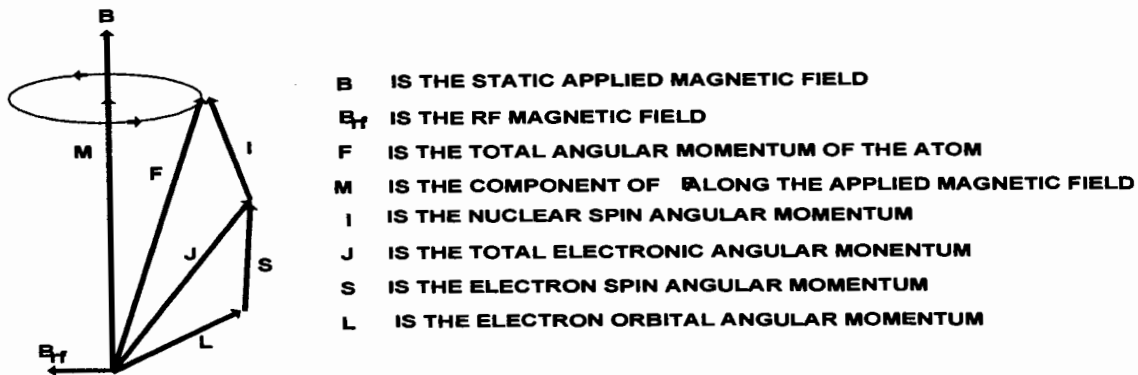 B
B IS THE STATIC APPLIED MAGNETIC FIELD
Brf IS THE RF MAGNETIC FIELD
M
F
I
F IS THE TOTAL ANGULAR MOMENTUM OF THE ATOM
M IS THE COMPONENT OF ALONG THE APPLIED MAGNETIC FIELD
I IS THE NUCLEAR SPIN ANGULAR MOMENTUM
J
S
J IS THE TOTAL ELECTRONIC ANGULAR MONENTUM
S IS THE ELECTRON SPIN ANGULAR MOMENTUM
L IS THE ELECTRON ORBITAL ANGULAR MOMENTUM
L
Brf